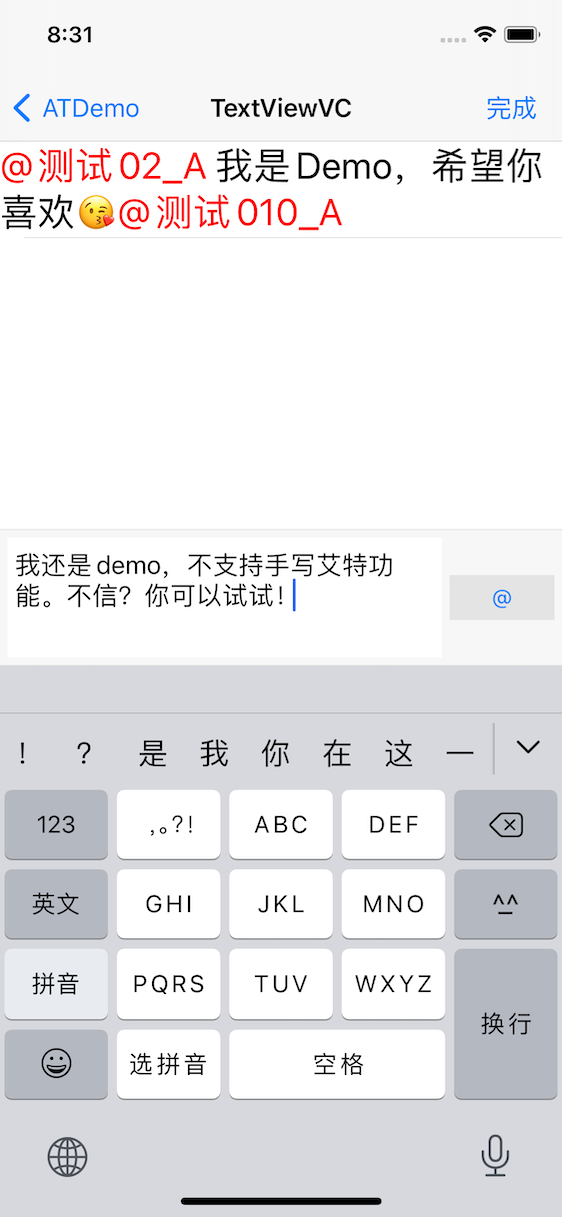 8:31
ATDemo TextViewVC 完成
@测试02_A 我是Demo，希望你
喜欢😘@测试010_A
我还是demo，不支持手写艾特功
能。不信？你可以试试！
@
！ ？ 是 我 你 在 这 一
123 ,。?! ABC DEF
英文 GHI JKL MNO ^^
拼音 PQRS TUV WXYZ
换行
选拼音 空格